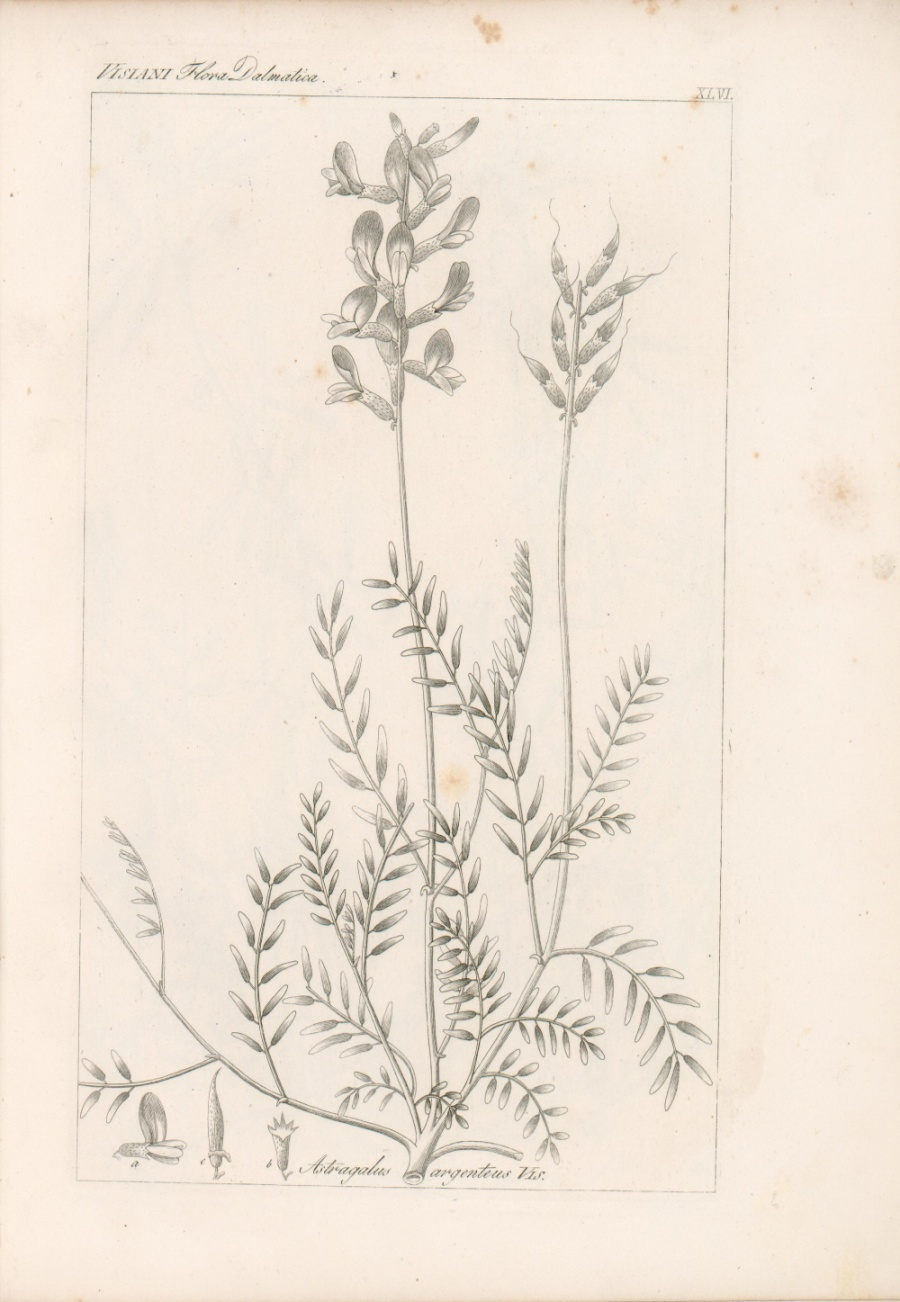 VISIANI Flora Dalmatica.
XLVI.
a c b Astragalus argenteus Vis.